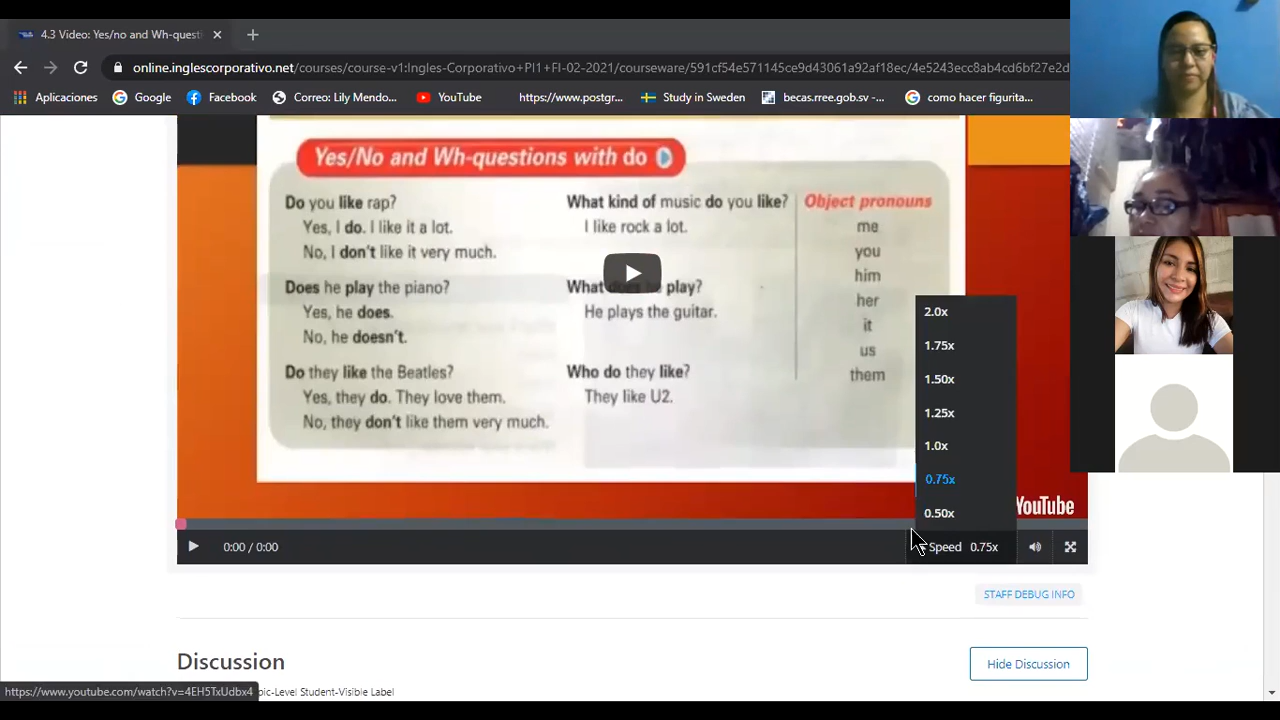 4.3 Video: Yes/no and Wh-quest
online.inglescorporativo.net/courses/course-v1:Ingles-Corporativo+PI1+FI-02-2021/courseware/591cf54e571145ce9d43061a92af18ec/4e5243ecc8ab4cd6bf27e2d
Aplicaciones
Google
Facebook
Correo: Lily Mendo...
YouTube
https://www.postgr...
Study in Sweden
becas.rree.gob.sv -...
como hacer figurita...
Yes/No and Wh-questions with do
Do you like rap?
Yes, I do. I like it a lot.
No, I don't like it very much.
Does he play the piano?
Yes, he does.
No, he doesn't.
Do they like the Beatles?
Yes, they do. They love them.
No, they don't like them very much.
What kind of music do you like?
I like rock a lot.
What does he play?
He plays the guitar.
Who do they like?
They like U2.
Object pronouns
me
you
him
her
it
us
them
2.0x
1.75x
1.50x
1.25x
1.0x
0.75x
0.50x
YouTube
0:00 / 0:00
Speed 0.75x
STAFF DEBUG INFO
Discussion
Hide Discussion
pic-Level Student-Visible Label
https://www.youtube.com/watch?v=4EH5TxUdbx4